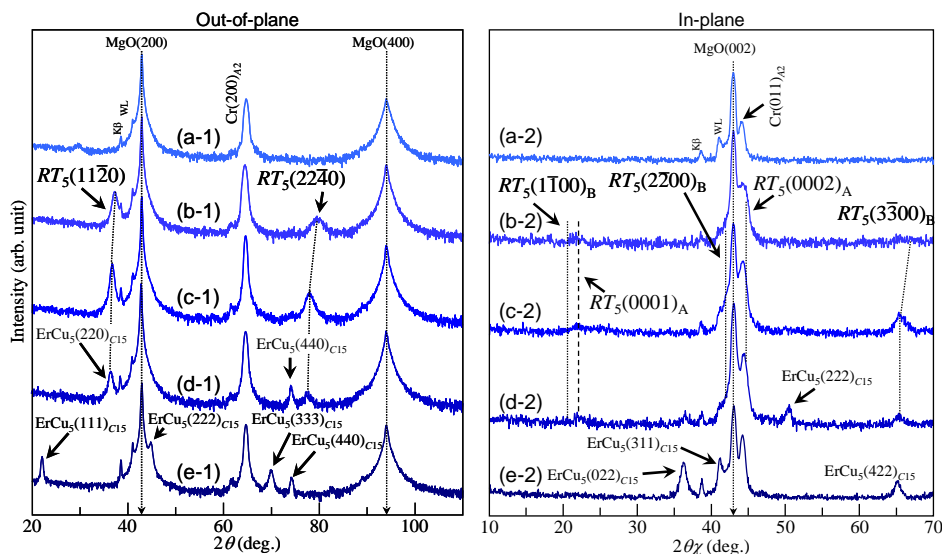 Out-of-plane
MgO(200)
MgO(400)
Kβ
WL
Cr(200)A2
(a-1)
RT5(112̅0)
RT5(224̅0)
(b-1)
(c-1)
ErCu5(220)C15
ErCu5(440)C15
(d-1)
ErCu5(111)C15
ErCu5(222)C15
ErCu5(333)C15
ErCu5(440)C15
(e-1)
Intensity (arb. unit)
20 40 60 80 100
2θ (deg.)
In-plane
MgO(002)
Kβ
WL
Cr(011)A2
(a-2)
RT5(11̅00)B
RT5(22̅00)B
RT5(0002)A
RT5(33̅00)B
(b-2)
RT5(0001)A
(c-2)
ErCu5(222)C15
(d-2)
ErCu5(311)C15
ErCu5(022)C15
ErCu5(422)C15
(e-2)
10 20 30 40 50 60 70
2θχ (deg.)